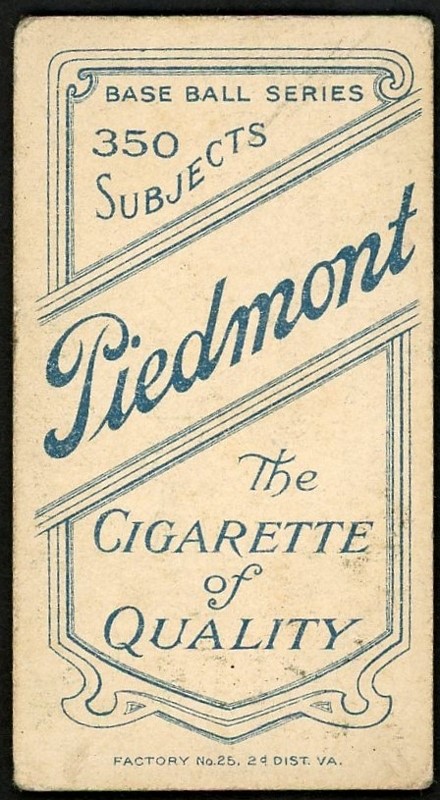 BASE BALL SERIES
350
SUBJECTS
Piedmont
The
CIGARETTE
of
QUALITY
FACTORY No. 25, 2d DIST. VA.